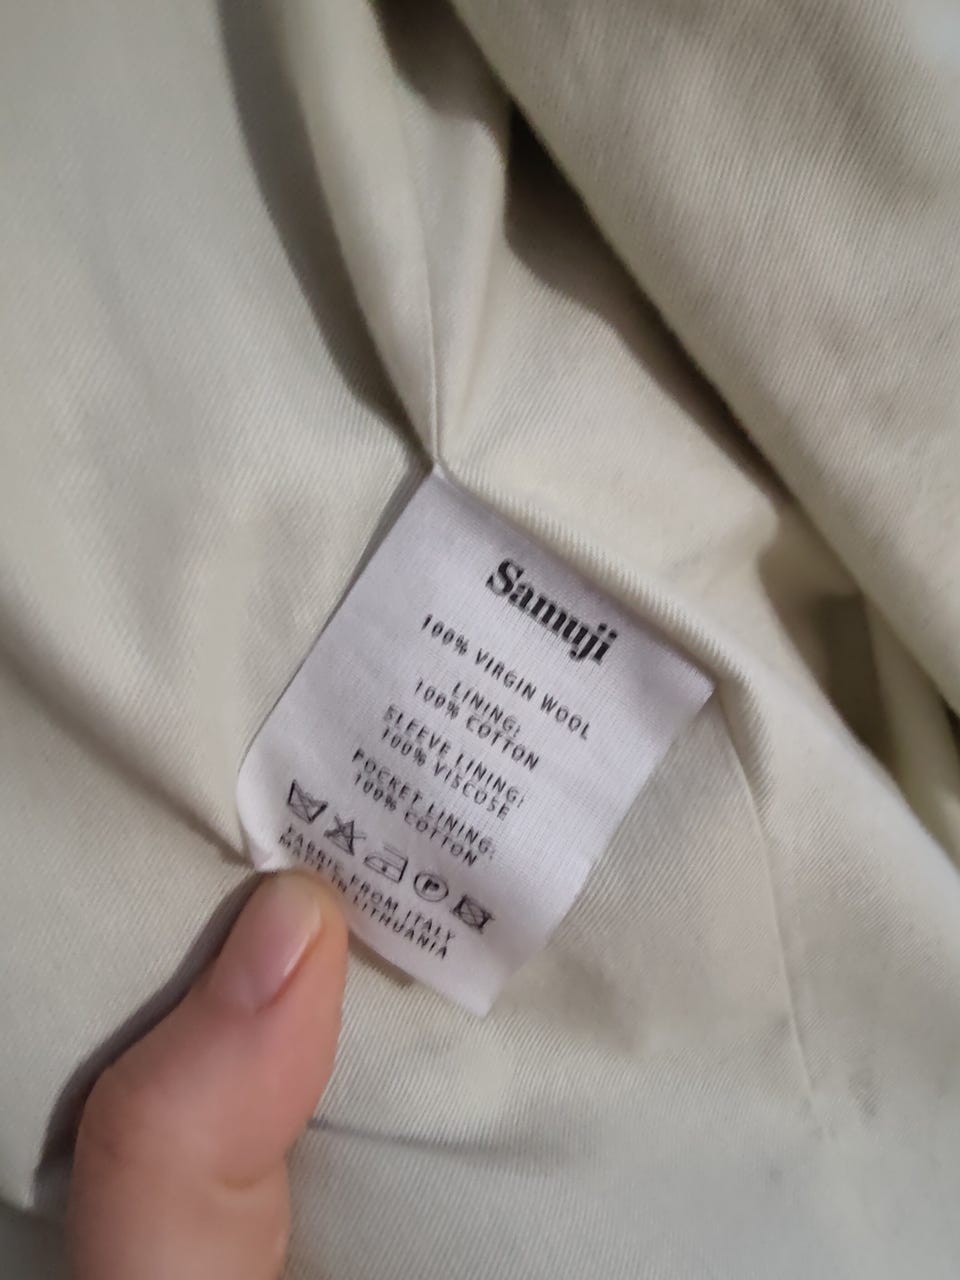 Samuji
100% VIRGIN WOOL
LINING:
100% COTTON
SLEEVE LINING:
100% VISCOSE
POCKET LINING:
100% COTTON
P
FABRIC FROM ITALY
MADE IN LITHUANIA